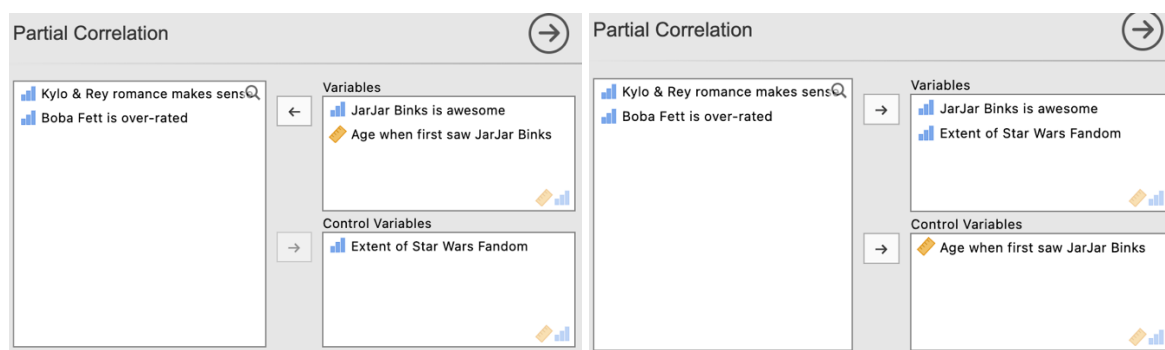 Partial Correlation
Kylo & Rey romance makes sens
Boba Fett is over-rated
Variables
JarJar Binks is awesome
Age when first saw JarJar Binks
Control Variables
Extent of Star Wars Fandom
Partial Correlation
Kylo & Rey romance makes sens
Boba Fett is over-rated
Variables
JarJar Binks is awesome
Extent of Star Wars Fandom
Control Variables
Age when first saw JarJar Binks